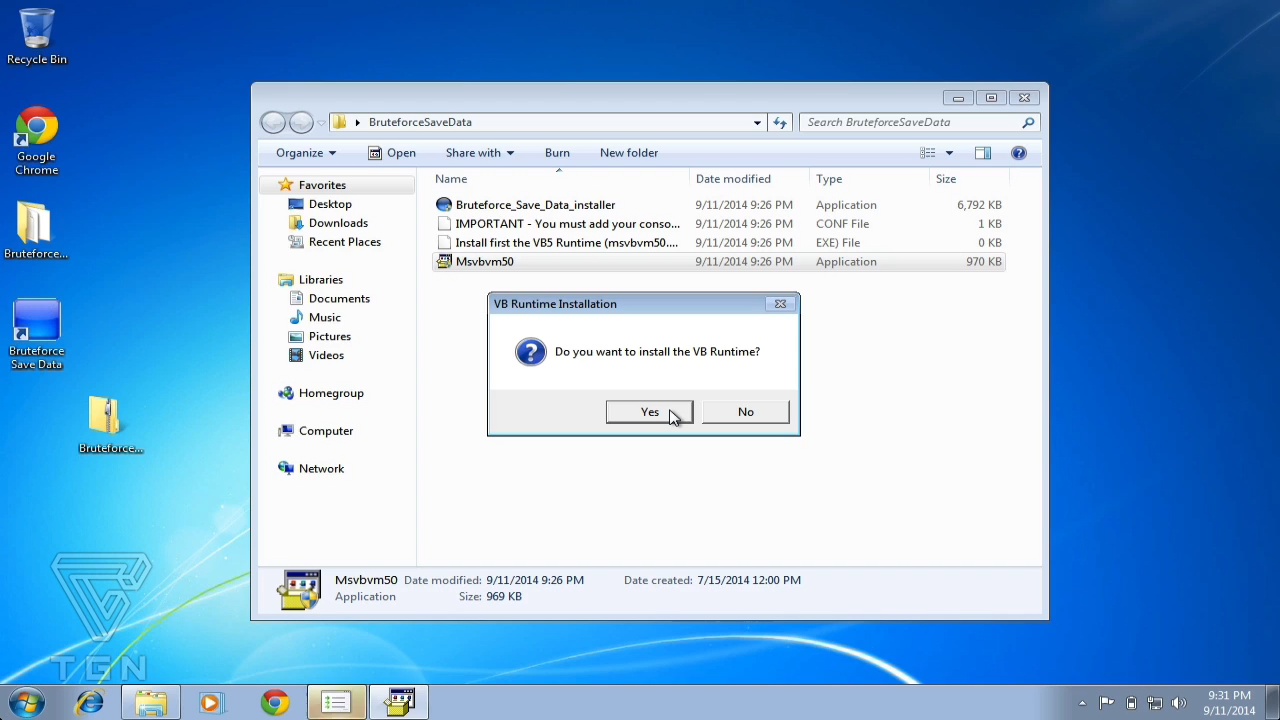 Recycle Bin
Google
Chrome
Bruteforce...
Bruteforce
Save Data
Bruteforce...
BruteforceSaveData
Search BruteforceSaveData
Organize
Open
Share with
Burn
New folder
Name
Date modified
Type
Size
Favorites
Desktop
Downloads
Recent Places
Libraries
Documents
Music
Pictures
Videos
Homegroup
Computer
Network
Bruteforce_Save_Data_installer 9/11/2014 9:26 PM Application 6,792 KB
IMPORTANT - You must add your conso... 9/11/2014 9:26 PM CONF File 1 KB
Install first the VB5 Runtime (msvbvm50.... 9/11/2014 9:26 PM EXE) File 0 KB
Msvbvm50 9/11/2014 9:26 PM Application 970 KB
VB Runtime Installation
Do you want to install the VB Runtime?
Yes
No
Msvbvm50 Date modified: 9/11/2014 9:26 PM Date created: 7/15/2014 12:00 PM
Application Size: 969 KB
TGN
9:31 PM
9/11/2014